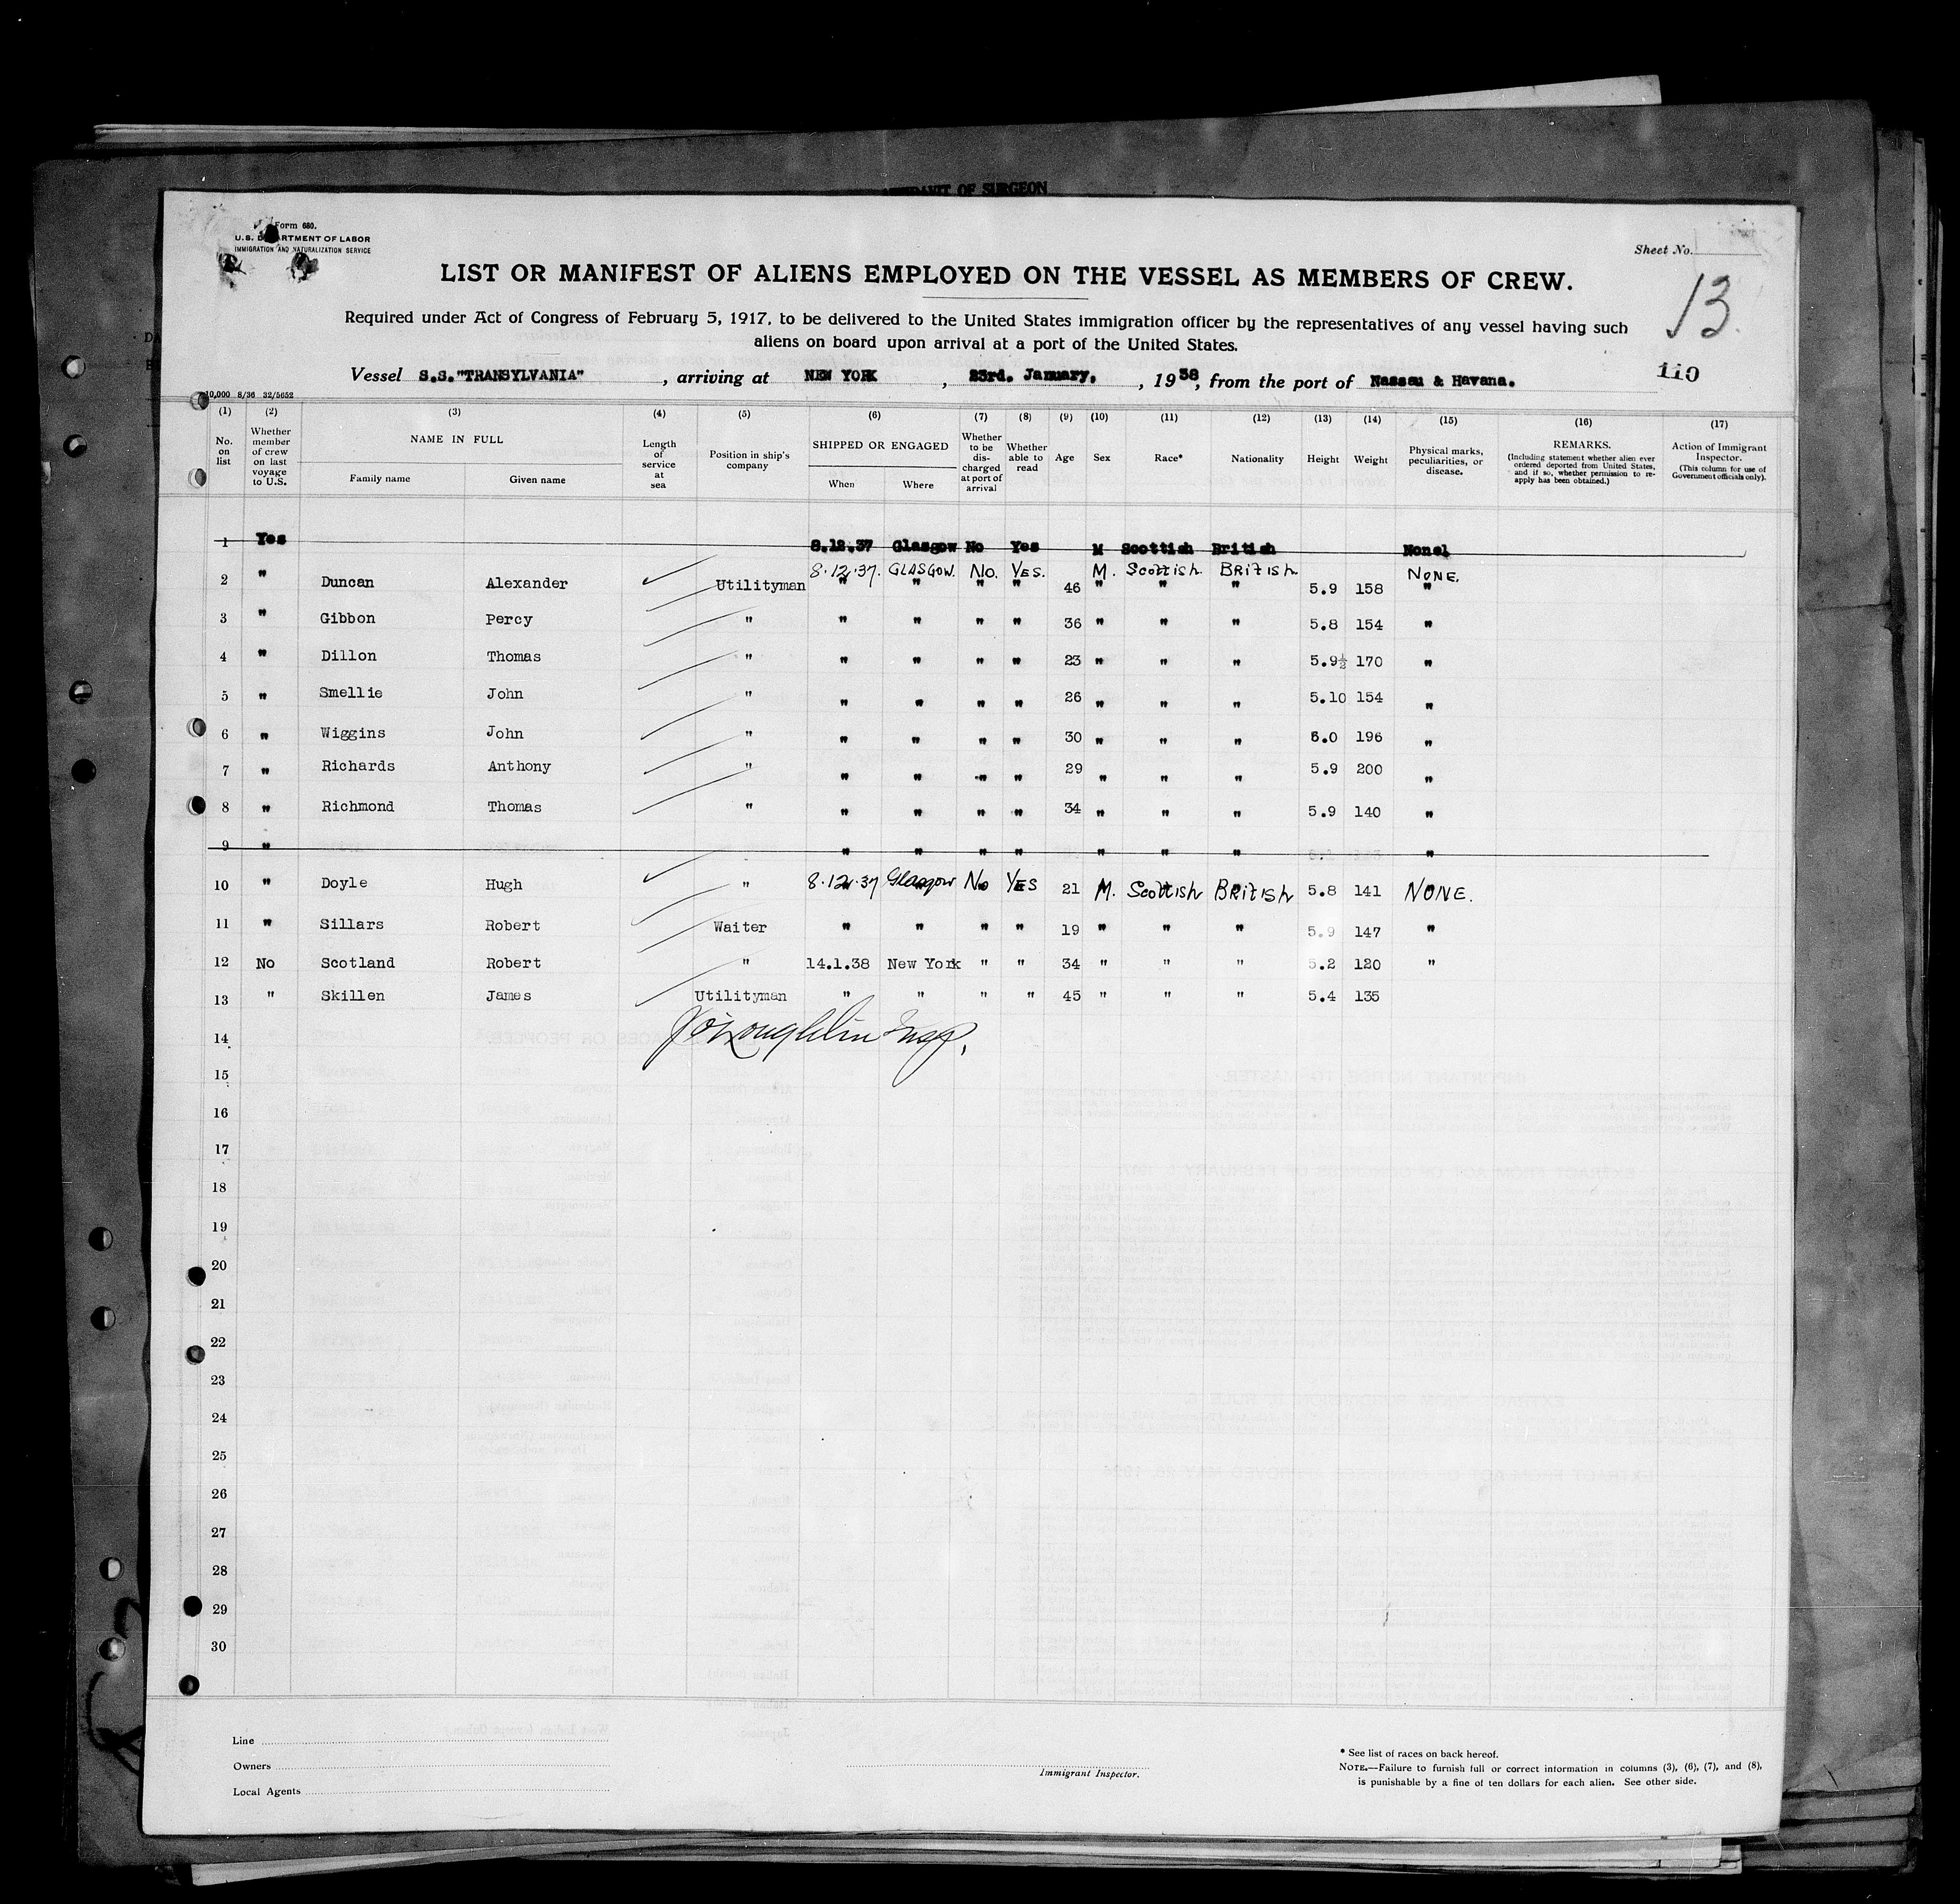 OF SURGEON
Form 680.
U.S. DEPARTMENT OF LABOR
IMMIGRATION AND NATURALIZATION SERVICE
Sheet No.
LIST OR MANIFEST OF ALIENS EMPLOYED ON THE VESSEL AS MEMBERS OF CREW.
13.
Required under Act of Congress of February 5, 1917, to be delivered to the United States immigration officer by the representatives of any vessel having such
aliens on board upon arrival at a port of the United States.
Vessel S.S."TRANSYLVANIA" , arriving at NEW YORK , 23rd. January, , 1938, from the port of Nassau & Havana.
110
10,000 8/36 32/5652
(1) (2) (3) (4) (5) (6) (7) (8) (9) (10) (11) (12) (13) (14) (15) (16) (17)
No. on list
Whether member of crew on last voyage to U.S.
NAME IN FULL
Family name
Given name
Length of service at sea
Position in ship's company
SHIPPED OR ENGAGED
When
Where
Whether to be discharged at port of arrival
Whether able to read
Age
Sex
Race*
Nationality
Height
Weight
Physical marks, peculiarities, or disease.
REMARKS.
(Including statement whether alien ever ordered deported from United States, and if so, whether permission to re-apply has been obtained.)
Action of Immigrant Inspector.
(This column for use of Government officials only).
1 Yes 8.12.37 Glasgow No Yes M Scottish British None
8.12.37. GLASGOW. No. YES. M. Scottish British NONE.
2 " Duncan Alexander Utilityman " " " " 46 " " " 5.9 158 "
3 " Gibbon Percy " " " " " 36 " " " 5.8 154 "
4 " Dillon Thomas " " " " " 23 " " " 5.9½ 170 "
5 " Smellie John " " " " " 26 " " " 5.10 154 "
6 " Wiggins John " " " " " 30 " " " 6.0 196 "
7 " Richards Anthony " " " " " 29 " " " 5.9 200 "
8 " Richmond Thomas " " " " " 34 " " " 5.9 140 "
9 " " " " " " " " "
10 " Doyle Hugh " 8.12.37 Glasgow No YES 21 M. Scottish British 5.8 141 NONE.
11 " Sillars Robert Waiter " " " " 19 " " " 5.9 147 "
12 No Scotland Robert " 14.1.38 New York " " 34 " " " 5.2 120 "
13 " Skillen James Utilityman " " " " 45 " " " 5.4 135
14
15
16
17
18
19
20
21
22
23
24
25
26
27
28
29
30
Line
Owners
Local Agents
Immigrant Inspector.
* See list of races on back hereof.
NOTE.—Failure to furnish full or correct information in columns (3), (6), (7), and (8),
is punishable by a fine of ten dollars for each alien. See other side.